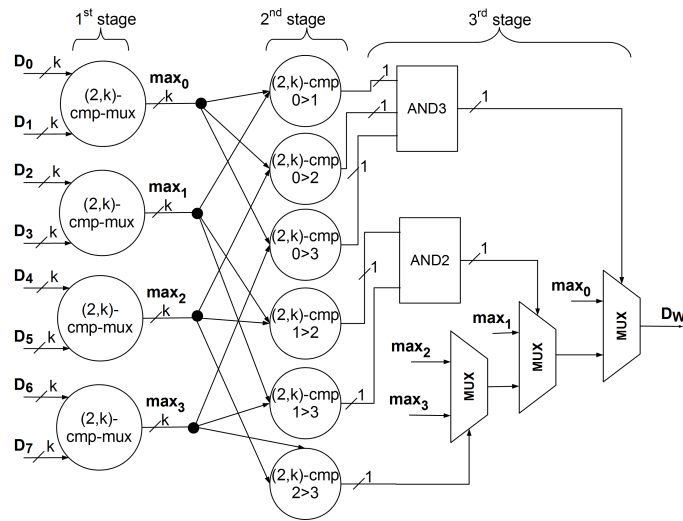 1st stage
2nd stage
3rd stage
D0
k
D1
k
(2,k)-
cmp-mux
max0
k
D2
k
D3
k
(2,k)-
cmp-mux
max1
k
D4
k
D5
k
(2,k)-
cmp-mux
max2
k
D6
k
D7
k
(2,k)-
cmp-mux
max3
k
(2,k)-cmp
0>1
1
(2,k)-cmp
0>2
1
(2,k)-cmp
0>3
1
(2,k)-cmp
1>2
1
(2,k)-cmp
1>3
1
(2,k)-cmp
2>3
1
AND3
1
AND2
1
max2
max3
MUX
max1
MUX
max0
MUX
DW